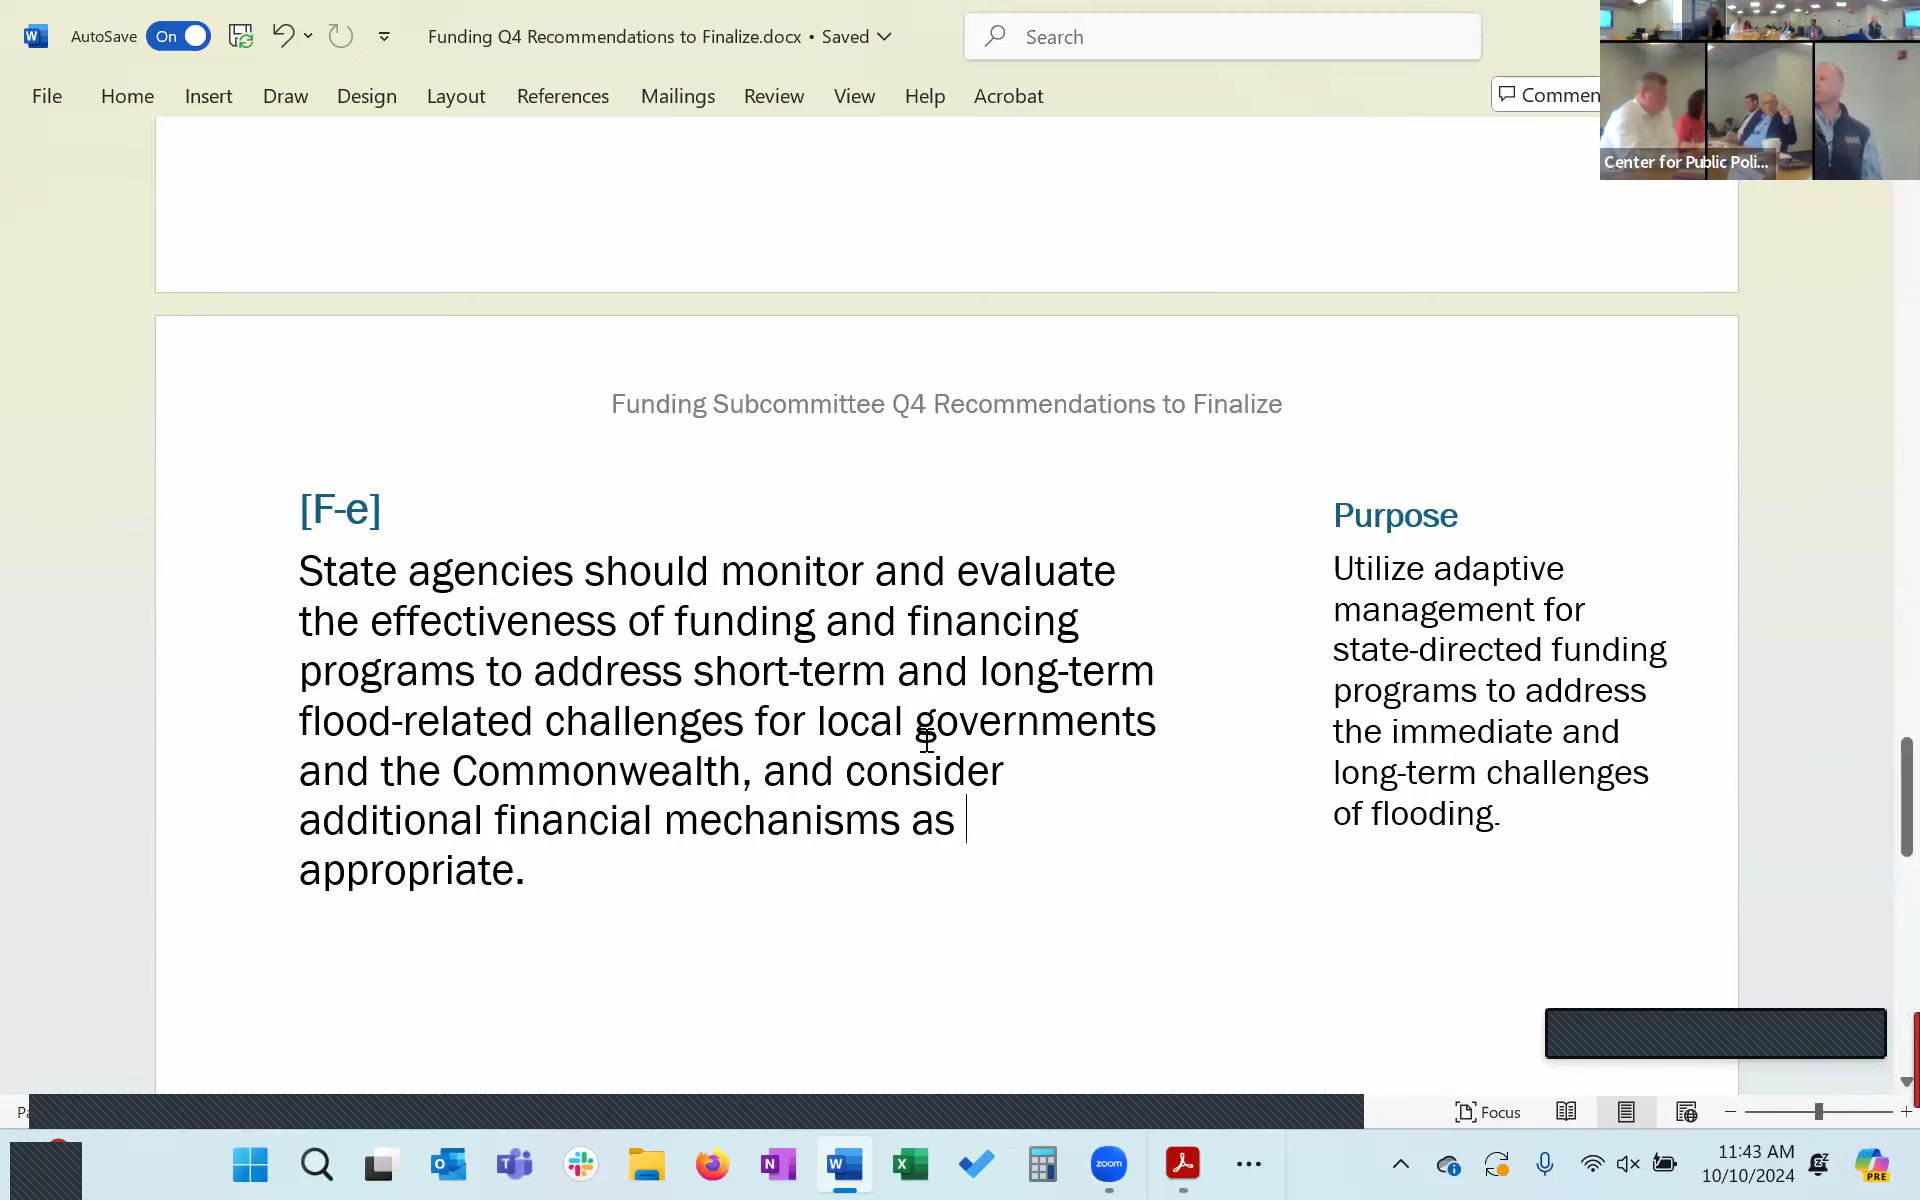 AutoSave On Funding Q4 Recommendations to Finalize.docx • Saved Search
File Home Insert Draw Design Layout References Mailings Review View Help Acrobat
Center for Public Poli...
Funding Subcommittee Q4 Recommendations to Finalize
[F-e]
State agencies should monitor and evaluate
the effectiveness of funding and financing
programs to address short-term and long-term
flood-related challenges for local governments
and the Commonwealth, and consider
additional financial mechanisms as
appropriate.
Purpose
Utilize adaptive
management for
state-directed funding
programs to address
the immediate and
long-term challenges
of flooding.
Focus
zoom
11:43 AM
10/10/2024
PRE